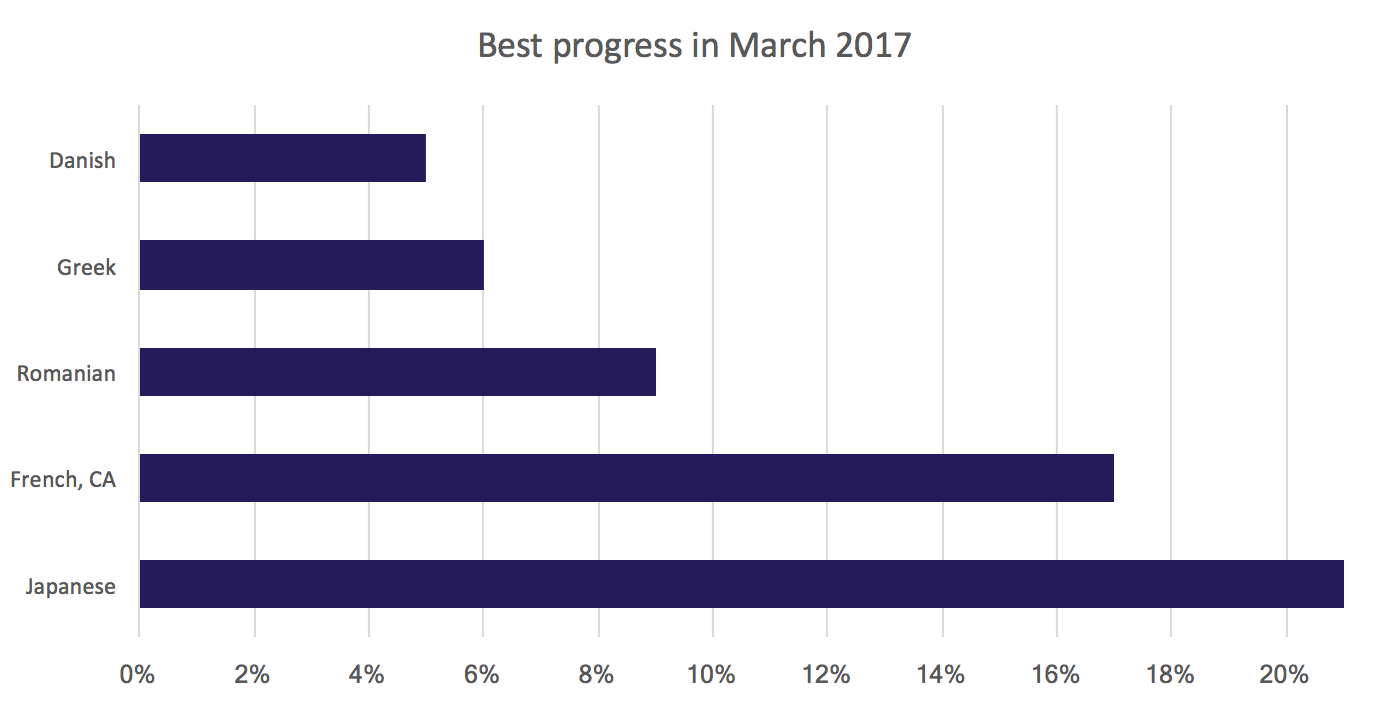 Best progress in March 2017
Danish
Greek
Romanian
French, CA
Japanese
0% 2% 4% 6% 8% 10% 12% 14% 16% 18% 20%